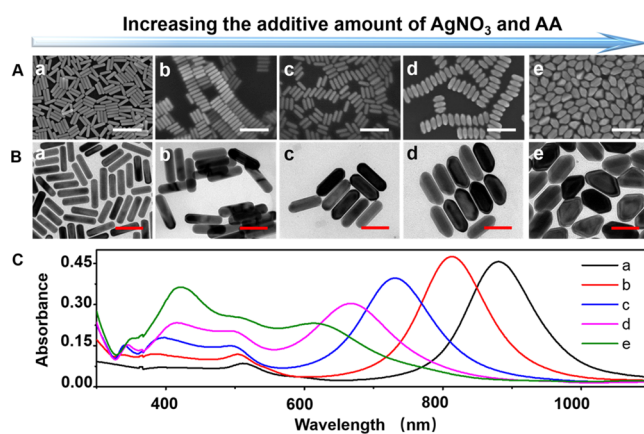 Increasing the additive amount of AgNO₃ and AA
A a b c d e
B a b c d e
C
0.45
0.30
0.15
0.00
Absorbance
400 600 800 1000
Wavelength (nm)
a
b
c
d
e